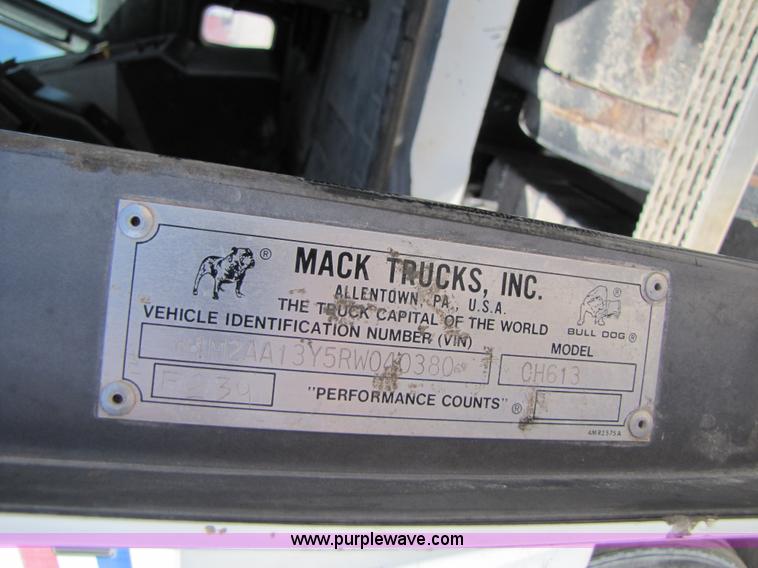 MACK TRUCKS, INC.
ALLENTOWN, PA., U.S.A.
THE TRUCK CAPITAL OF THE WORLD
BULL DOG ®
VEHICLE IDENTIFICATION NUMBER (VIN) MODEL
1M2AA13Y5RW040380 CH613
"PERFORMANCE COUNTS" ®
4MR2575A
www.purplewave.com